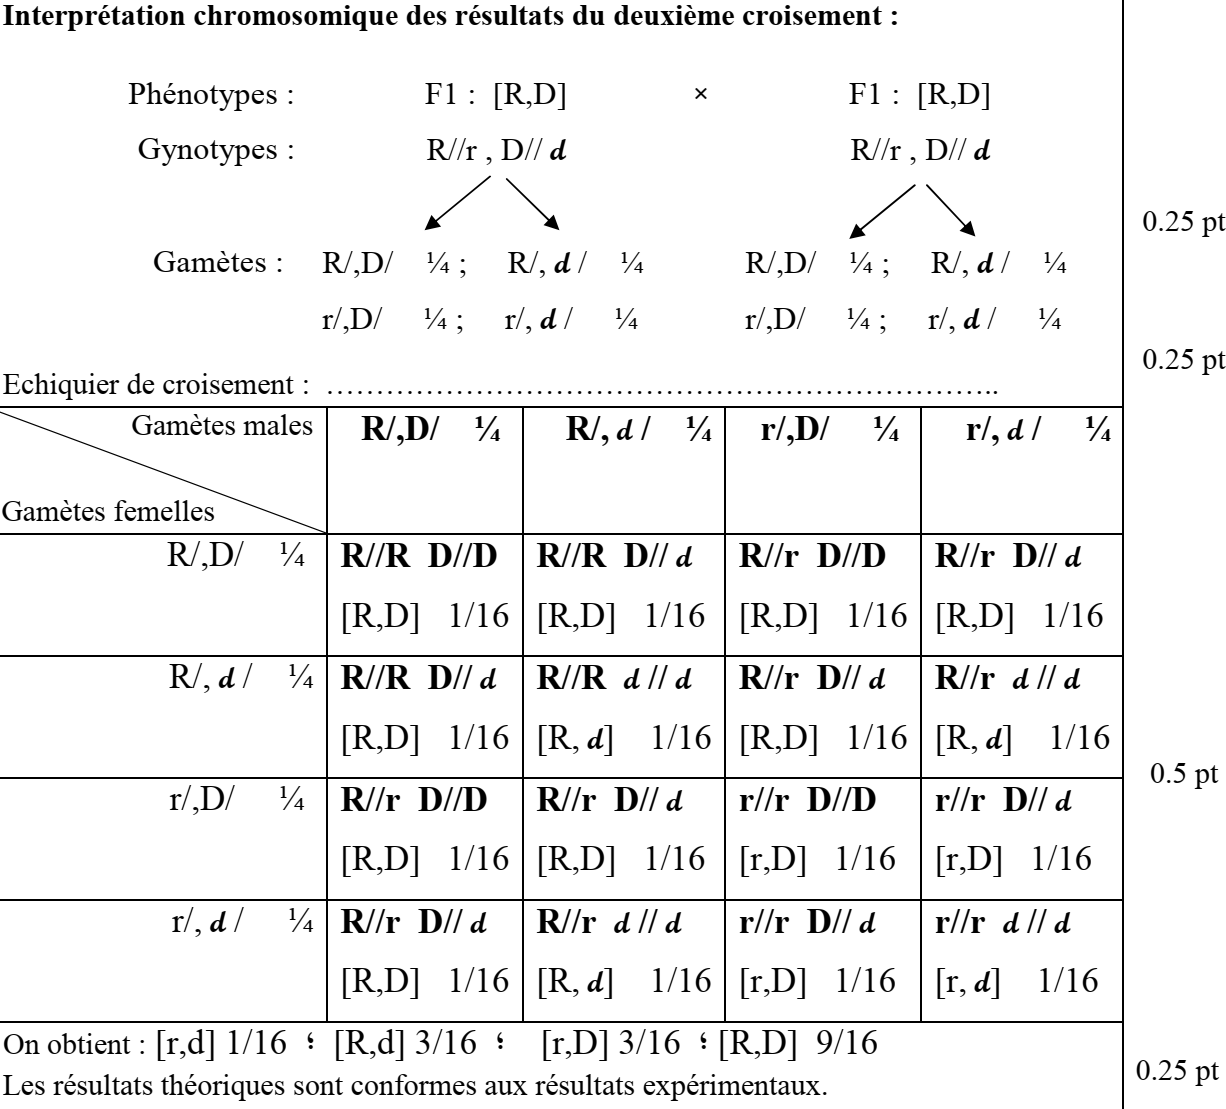 Interprétation chromosomique des résultats du deuxième croisement :
Phénotypes : F1 : [R,D] × F1 : [R,D]
Gynotypes : R//r , D// d R//r , D// d
0.25 pt
Gamètes : R/,D/ ¼ ; R/, d / ¼ R/,D/ ¼ ; R/, d / ¼
r/,D/ ¼ ; r/, d / ¼ r/,D/ ¼ ; r/, d / ¼
0.25 pt
Echiquier de croisement : ………………………………………………………..
Gamètes males R/,D/ ¼ R/, d / ¼ r/,D/ ¼ r/, d / ¼
Gamètes femelles
R/,D/ ¼ R//R D//D R//R D// d R//r D//D R//r D// d
[R,D] 1/16 [R,D] 1/16 [R,D] 1/16 [R,D] 1/16
R/, d / ¼ R//R D// d R//R d // d R//r D// d R//r d // d
[R,D] 1/16 [R, d] 1/16 [R,D] 1/16 [R, d] 1/16
0.5 pt
r/,D/ ¼ R//r D//D R//r D// d r//r D//D r//r D// d
[R,D] 1/16 [R,D] 1/16 [r,D] 1/16 [r,D] 1/16
r/, d / ¼ R//r D// d R//r d // d r//r D// d r//r d // d
[R,D] 1/16 [R, d] 1/16 [r,D] 1/16 [r, d] 1/16
On obtient : [r,d] 1/16 ؛ [R,d] 3/16 ؛ [r,D] 3/16 ؛ [R,D] 9/16
0.25 pt
Les résultats théoriques sont conformes aux résultats expérimentaux.